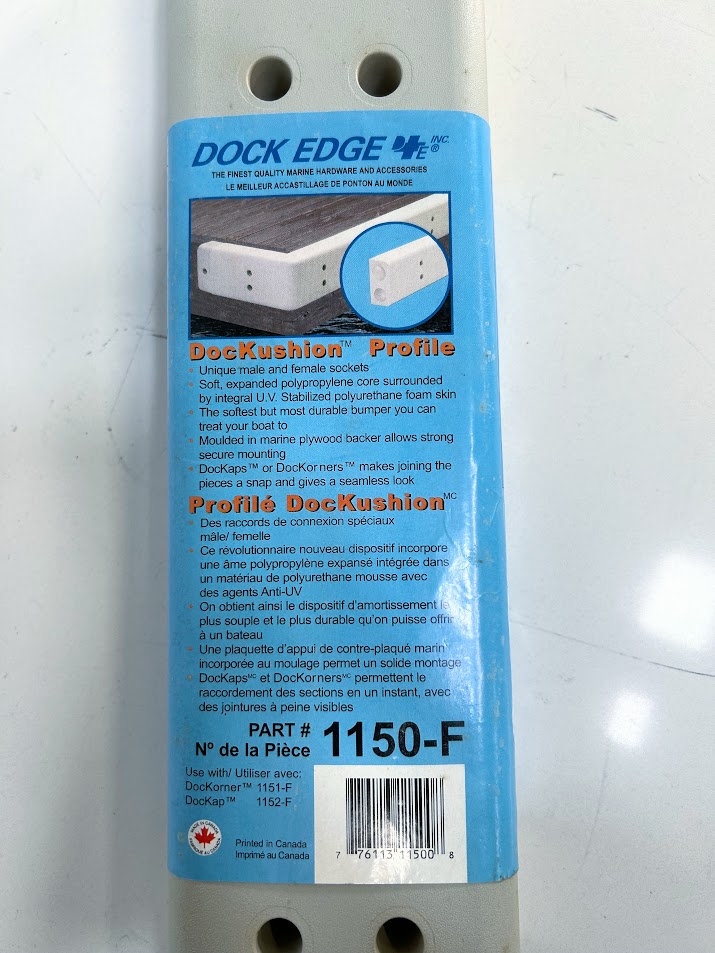 DOCK EDGE INC.®
THE FINEST QUALITY MARINE HARDWARE AND ACCESSORIES
LE MEILLEUR ACCASTILLAGE DE PONTON AU MONDE
DocKushion™ Profile
• Unique male and female sockets
• Soft, expanded polypropylene core surrounded
by integral U.V. Stabilized polyurethane foam skin
• The softest but most durable bumper you can
treat your boat to
• Moulded in marine plywood backer allows strong
secure mounting
• DocKaps™ or DocKorners™ makes joining the
pieces a snap and gives a seamless look
Profilé DocKushion MC
• Des raccords de connexion spéciaux
mâle/ femelle
• Ce révolutionnaire nouveau dispositif incorpore
une âme polypropylène expansé intégrée dans
un matériau de polyurethane mousse avec
des agents Anti-UV
• On obtient ainsi le dispositif d'amortissement le
plus souple et le plus durable qu'on puisse offrir
à un bateau
• Une plaquette d'appui de contre-plaqué marin
incorporée au moulage permet un solide montage
• DocKaps MC et DocKorners MC permettent le
raccordement des sections en un instant, avec
des jointures à peine visibles
PART #
Nº de la Pièce 1150-F
Use with/ Utiliser avec:
DocKorner™ 1151-F
DocKap™ 1152-F
MADE IN CANADA
FABRIQUÉ AU CANADA
Printed in Canada
Imprimé au Canada
7 76113 11500 8